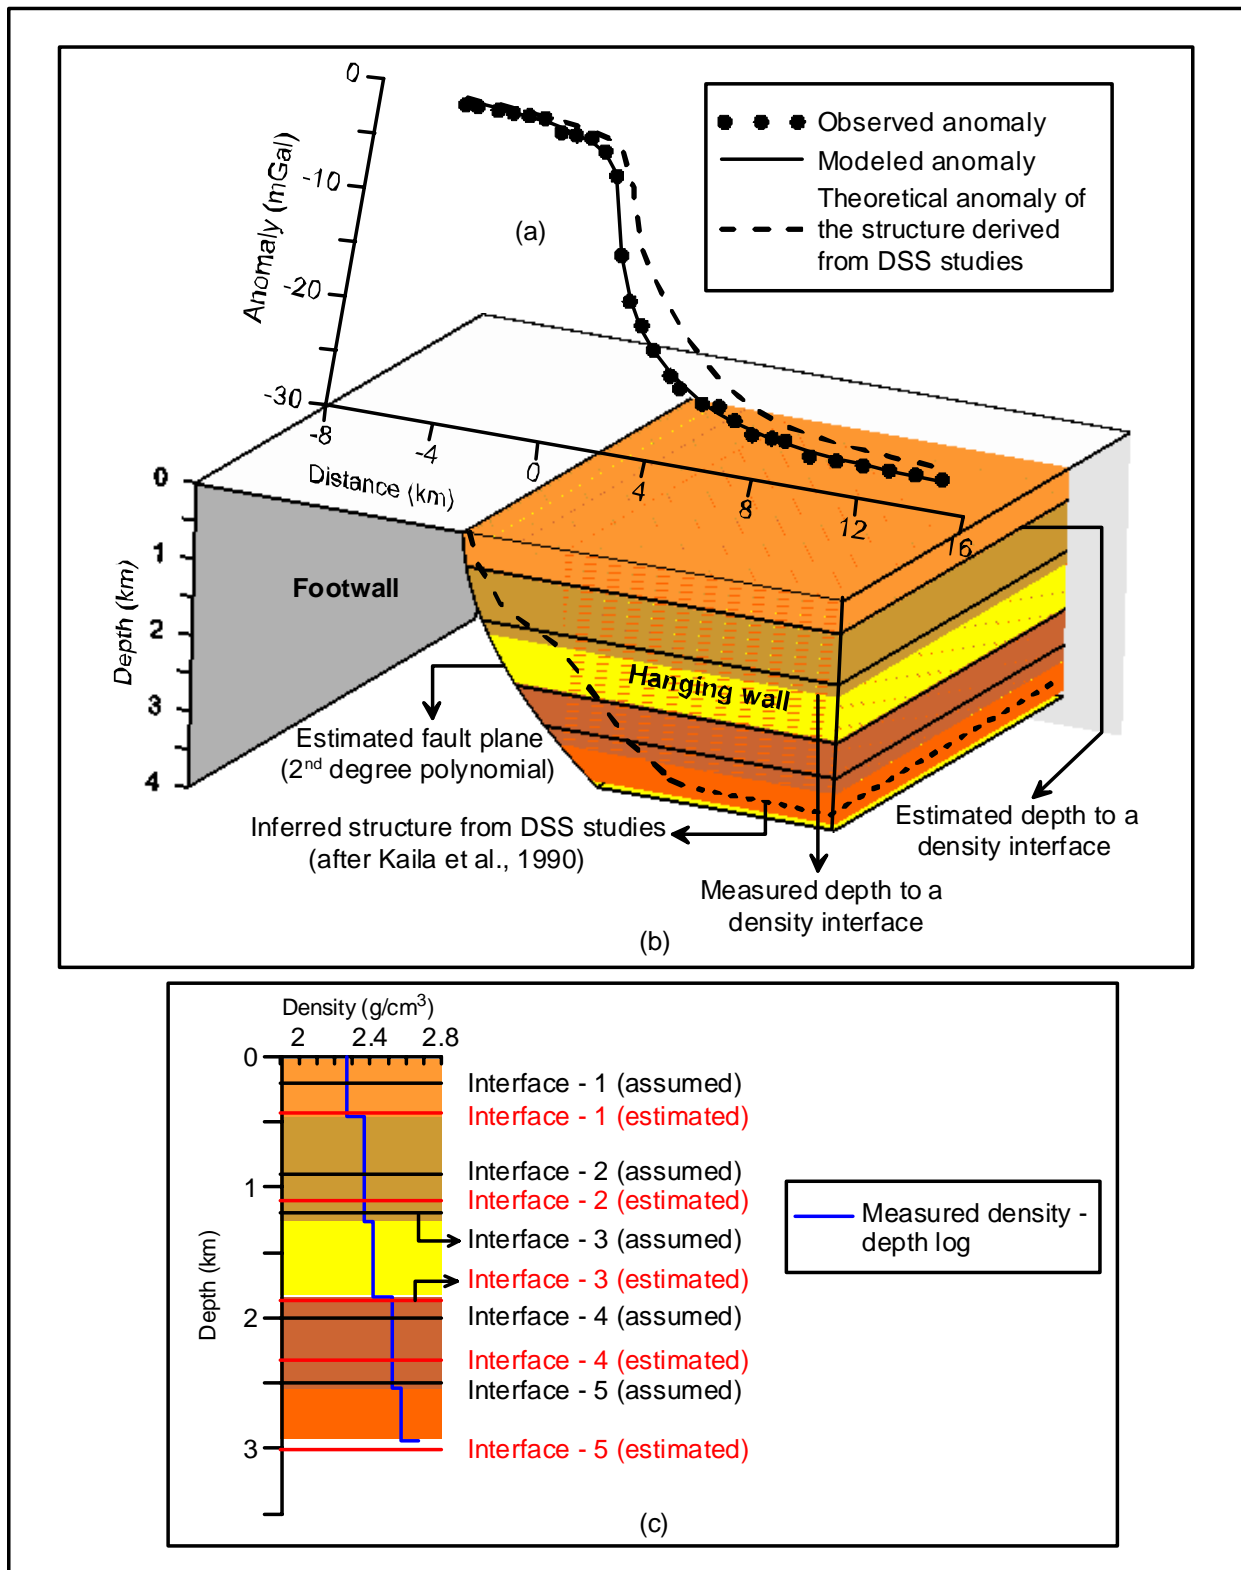 0
-10
-20
-30
Anomaly (mGal)
(a)
Observed anomaly
Modeled anomaly
Theoretical anomaly of
the structure derived
from DSS studies
-8
-4
0
4
8
12
16
Distance (km)
0
1
2
3
4
Depth (km)
Footwall
Hanging wall
Estimated fault plane
(2nd degree polynomial)
Inferred structure from DSS studies
(after Kaila et al., 1990)
Estimated depth to a
density interface
Measured depth to a
density interface
(b)
Density (g/cm3)
2 2.4 2.8
0
1
2
3
Depth (km)
Interface - 1 (assumed)
Interface - 1 (estimated)
Interface - 2 (assumed)
Interface - 2 (estimated)
Interface - 3 (assumed)
Interface - 3 (estimated)
Interface - 4 (assumed)
Interface - 4 (estimated)
Interface - 5 (assumed)
Interface - 5 (estimated)
Measured density -
depth log
(c)